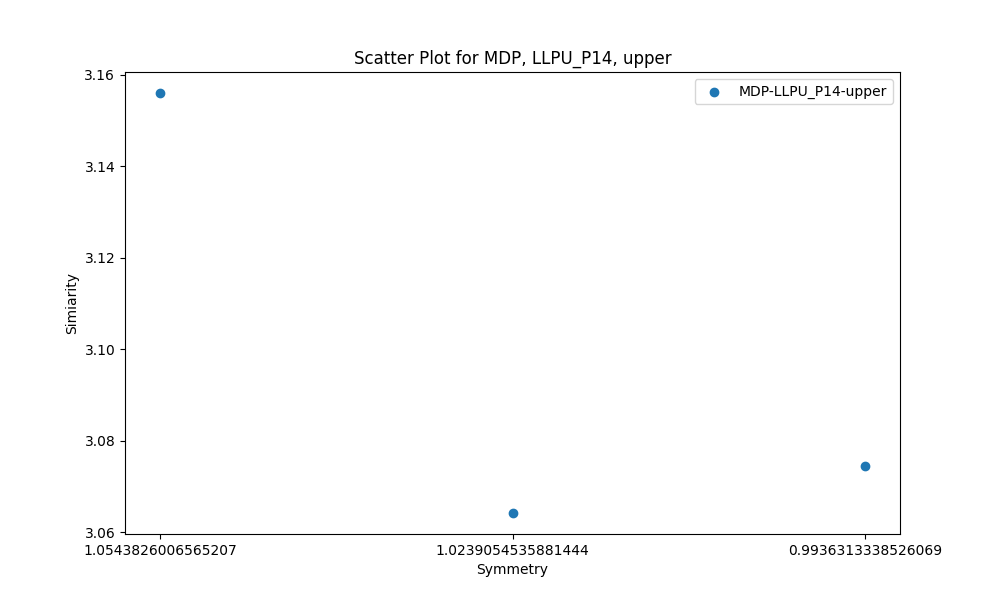 Scatter Plot for MDP, LLPU_P14, upper
MDP-LLPU_P14-upper
3.16
3.14
3.12
3.10
3.08
3.06
Simiarity
1.0543826006565207
1.0239054535881444
0.9936313338526069
Symmetry